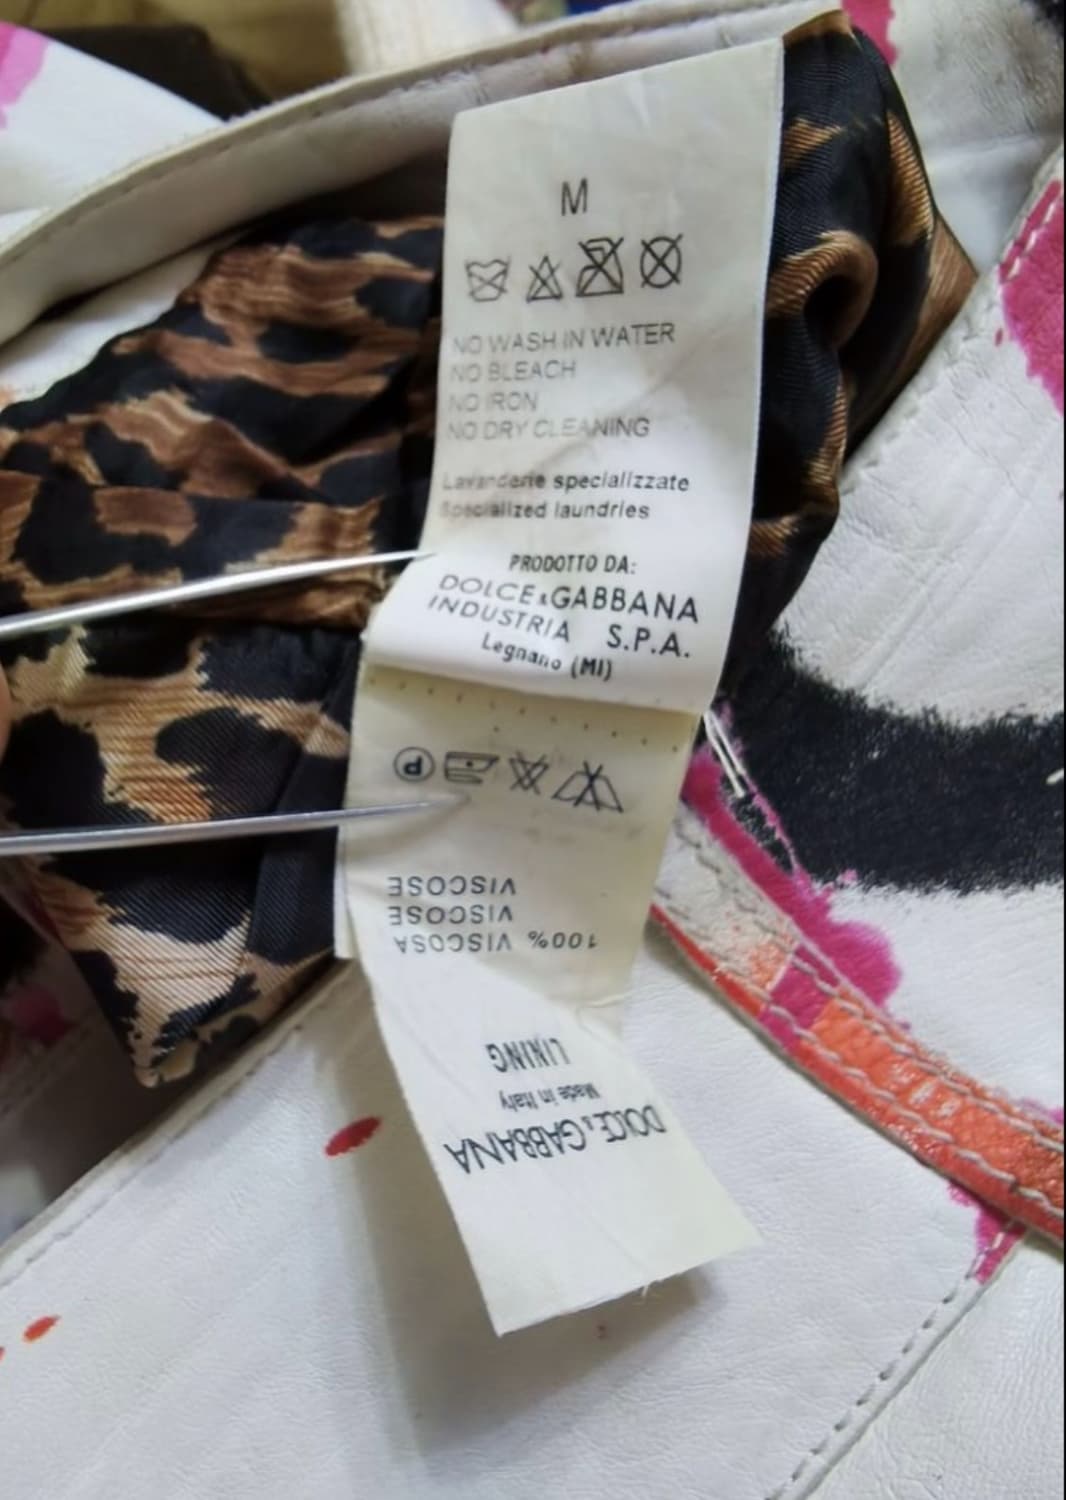 M
NO WASH IN WATER
NO BLEACH
NO IRON
NO DRY CLEANING
Lavanderie specializzate
Specialized laundries
PRODOTTO DA:
DOLCE&GABBANA
INDUSTRIA S.P.A.
Legnano (MI)
DOLCE&GABBANA
Made in Italy
LINING
100% VISCOSA
VISCOSE
VISCOSE
P